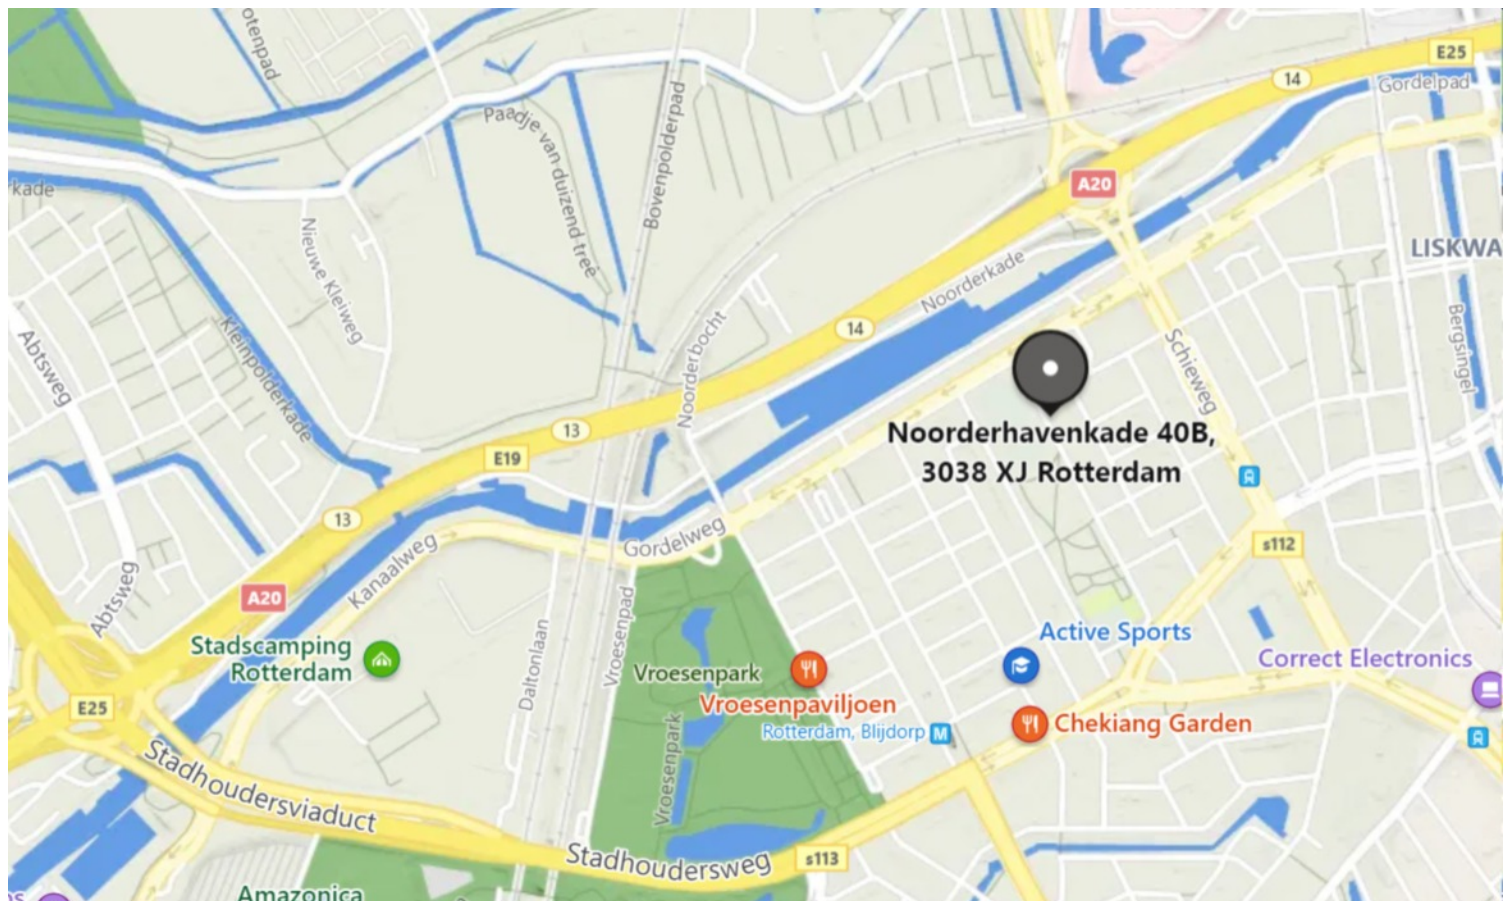 otenpad
E25
14
Gordelpad
Paadje van duizend treê
Bovenpolderpad
A20
kade
Nieuwe Kleiweg
LISKWA
Noorderkade
14
Abtsweg
Kleinpolderkade
Noorderbocht
Schieweg
Bergsingel
13
E19
Noorderhavenkade 40B,
3038 XJ Rotterdam
13
Gordelweg
s112
Kanaalweg
A20
Abtsweg
Stadscamping
Rotterdam
Daltonlaan
Vroesenpad
Active Sports
Correct Electronics
Vroesenpark
Vroesenpaviljoen
Rotterdam, Blijdorp M
Chekiang Garden
E25
Stadhoudersviaduct
Vroesenpark
Stadhoudersweg
s113
Amazonica